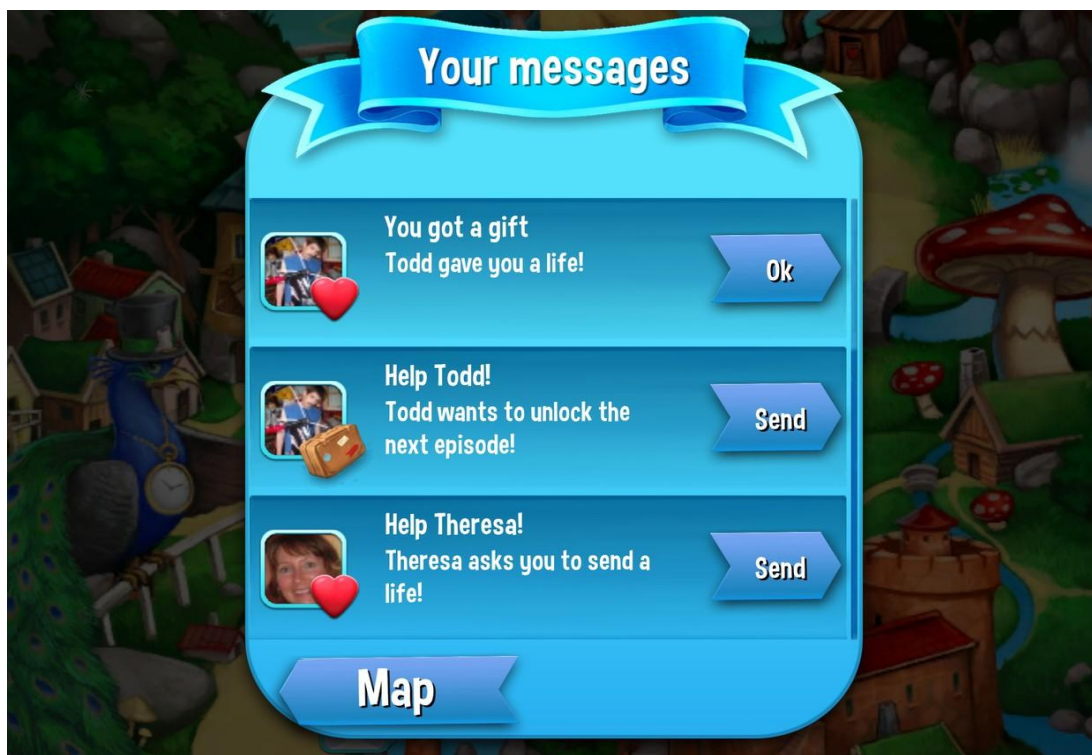 Your messages
You got a gift
Todd gave you a life!
Ok
Help Todd!
Todd wants to unlock the
next episode!
Send
Help Theresa!
Theresa asks you to send a
life!
Send
Map